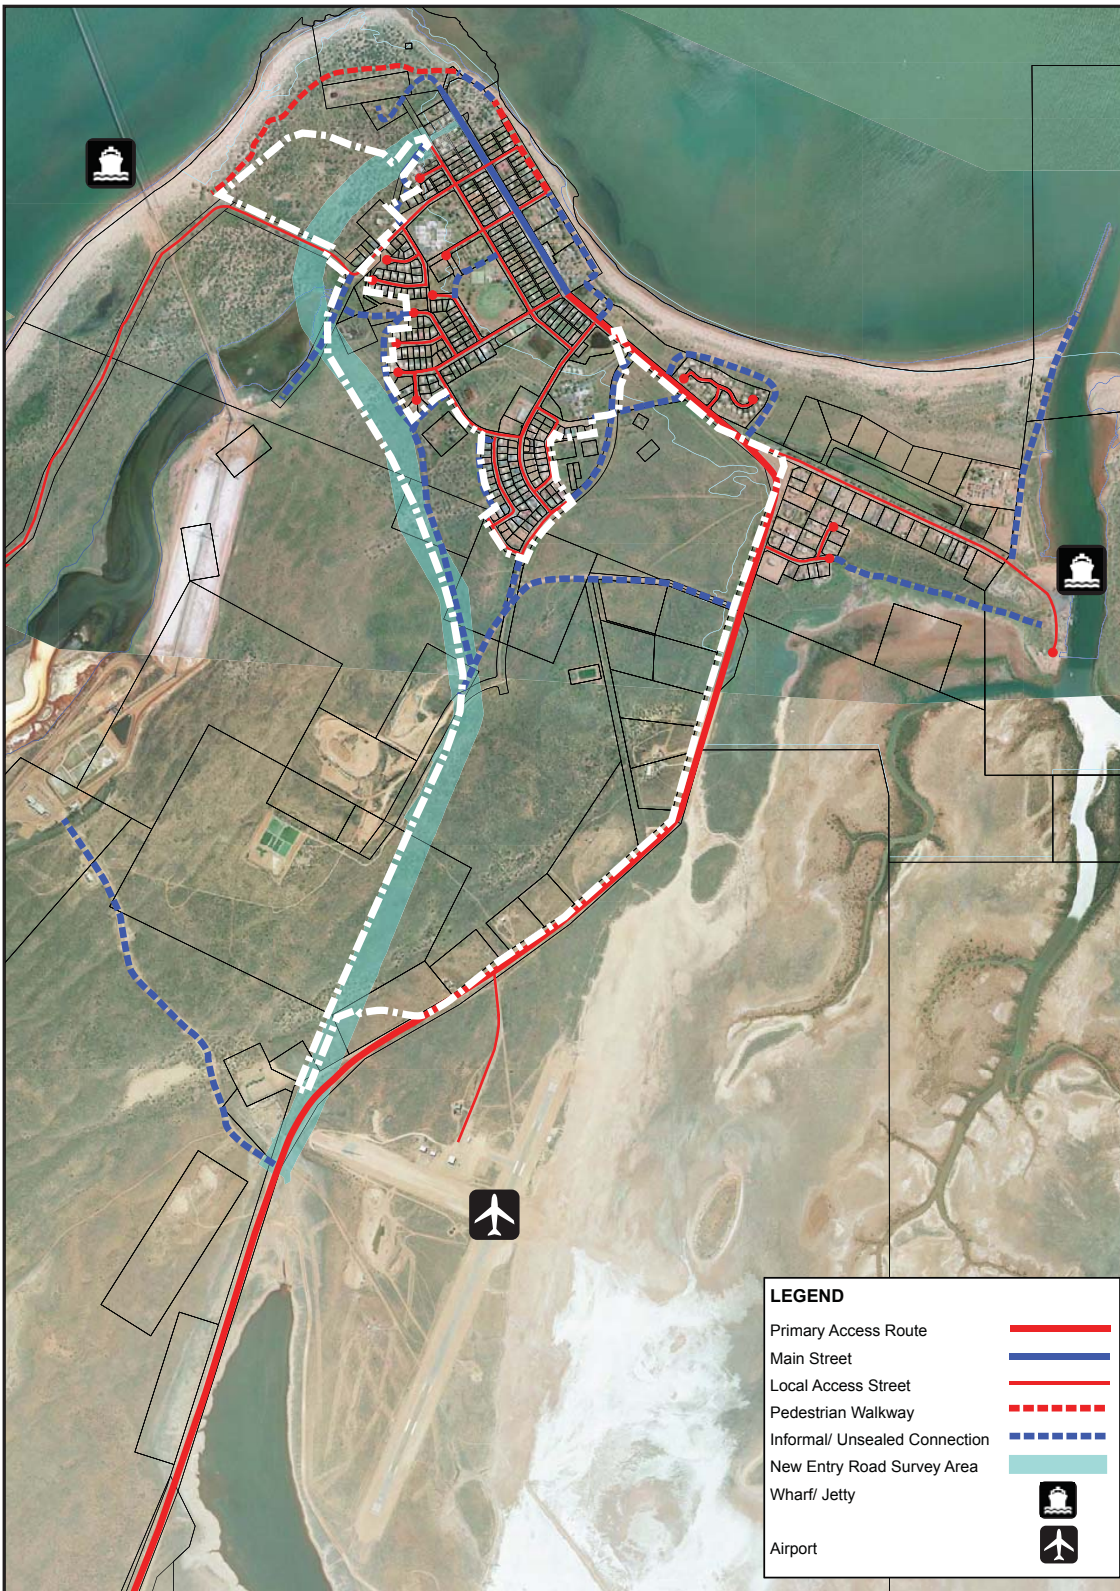 LEGEND
Primary Access Route
Main Street
Local Access Street
Pedestrian Walkway
Informal/ Unsealed Connection
New Entry Road Survey Area
Wharf/ Jetty
Airport